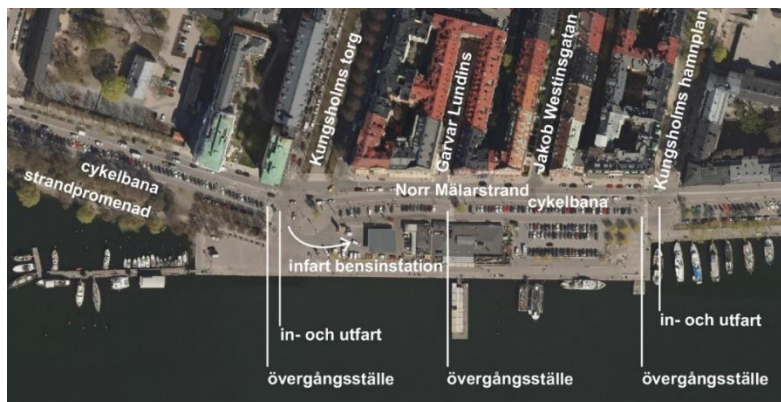 Kungsholms torg
Garvar Lundins
Jakob Westinsgatan
Kungsholms hamnplan
cykelbana
strandpromenad
Norr Mälarstrand
cykelbana
infart bensinstation
in- och utfart
in- och utfart
övergångsställe
övergångsställe
övergångsställe